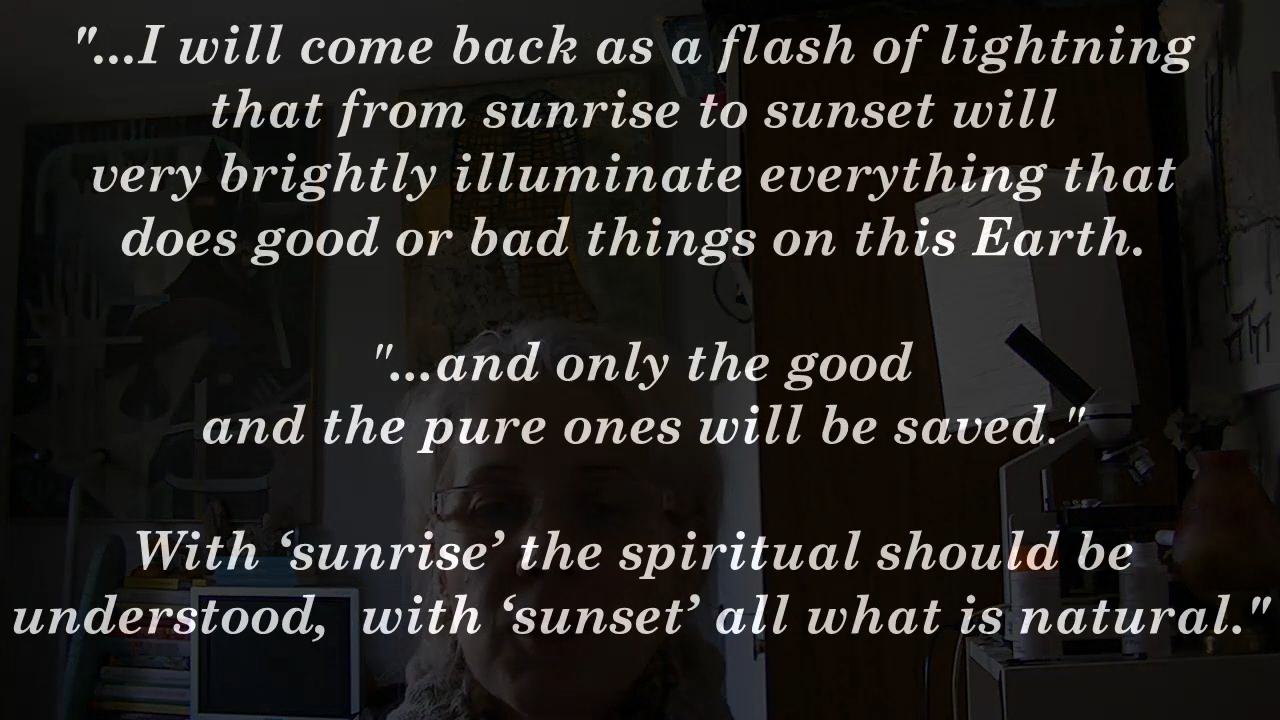 "...I will come back as a flash of lightning
that from sunrise to sunset will
very brightly illuminate everything that
does good or bad things on this Earth.
"...and only the good
and the pure ones will be saved."
With ‘sunrise’ the spiritual should be
understood,  with ‘sunset’ all what is natural."